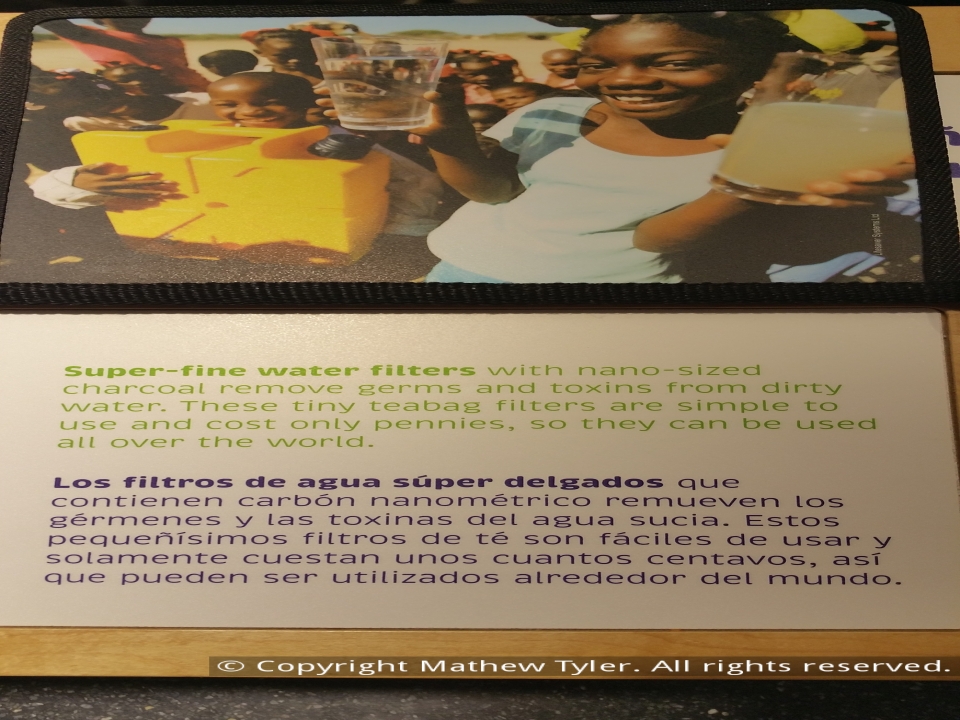 Super-fine water filters with nano-sized
charcoal remove germs and toxins from dirty
water. These tiny teabag filters are simple to
use and cost only pennies, so they can be used
all over the world.
Los filtros de agua súper delgados que
contienen carbón nanométrico remueven los
gérmenes y las toxinas del agua sucia. Estos
pequeñísimos filtros de té son fáciles de usar y
solamente cuestan unos cuantos centavos, así
que pueden ser utilizados alrededor del mundo.
© Copyright Mathew Tyler. All rights reserved.